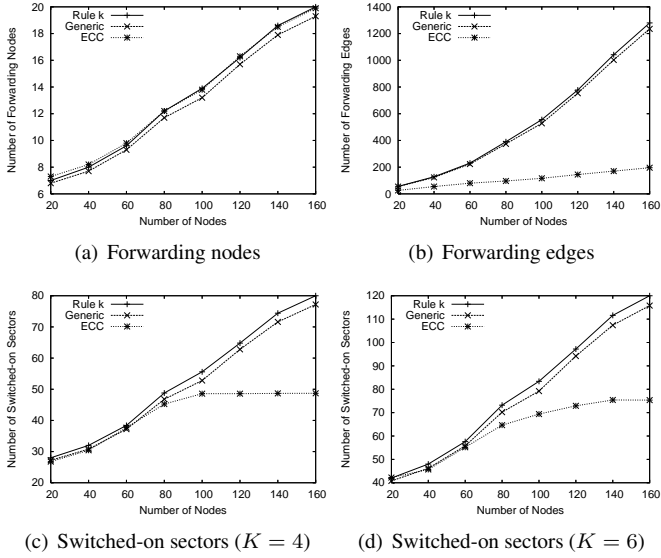 20
18
16
14
12
10
8
6
20 40 60 80 100 120 140 160
Number of Forwarding Nodes
Number of Nodes
Rule k
Generic
ECC
(a) Forwarding nodes
1400
1200
1000
800
600
400
200
0
20 40 60 80 100 120 140 160
Number of Forwarding Edges
Number of Nodes
Rule k
Generic
ECC
(b) Forwarding edges
80
70
60
50
40
30
20
20 40 60 80 100 120 140 160
Number of Switched-on Sectors
Number of Nodes
Rule k
Generic
ECC
(c) Switched-on sectors (K = 4)
120
110
100
90
80
70
60
50
40
20 40 60 80 100 120 140 160
Number of Switched-on Sectors
Number of Nodes
Rule k
Generic
ECC
(d) Switched-on sectors (K = 6)